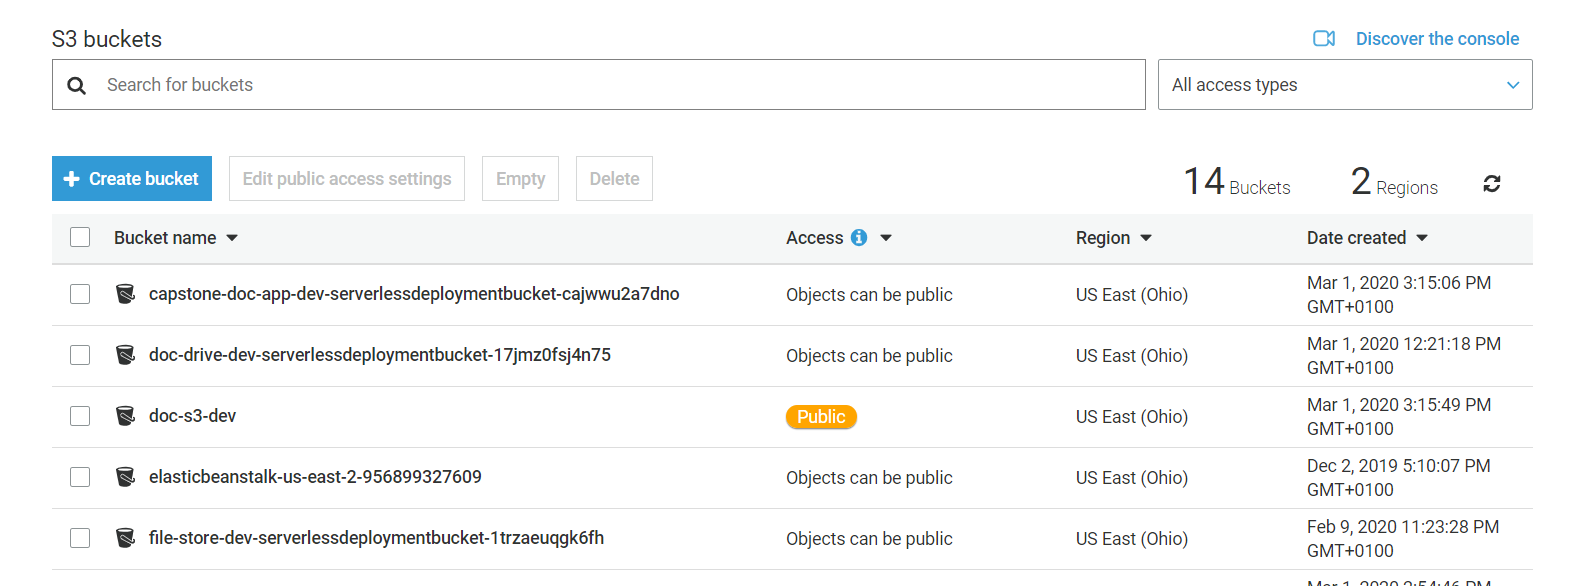 S3 buckets
Discover the console
Search for buckets
All access types
Create bucket
Edit public access settings
Empty
Delete
14 Buckets
2 Regions
Bucket name
Access
Region
Date created
capstone-doc-app-dev-serverlessdeploymentbucket-cajwwu2a7dno
Objects can be public
US East (Ohio)
Mar 1, 2020 3:15:06 PM
GMT+0100
doc-drive-dev-serverlessdeploymentbucket-17jmz0fsj4n75
Objects can be public
US East (Ohio)
Mar 1, 2020 12:21:18 PM
GMT+0100
doc-s3-dev
Public
US East (Ohio)
Mar 1, 2020 3:15:49 PM
GMT+0100
elasticbeanstalk-us-east-2-956899327609
Objects can be public
US East (Ohio)
Dec 2, 2019 5:10:07 PM
GMT+0100
file-store-dev-serverlessdeploymentbucket-1trzaeuqgk6fh
Objects can be public
US East (Ohio)
Feb 9, 2020 11:23:28 PM
GMT+0100